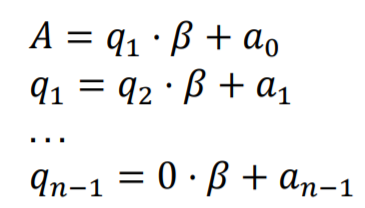 A = q₁ · β + a₀
q₁ = q₂ · β + a₁
...
qₙ₋₁ = 0 · β + aₙ₋₁